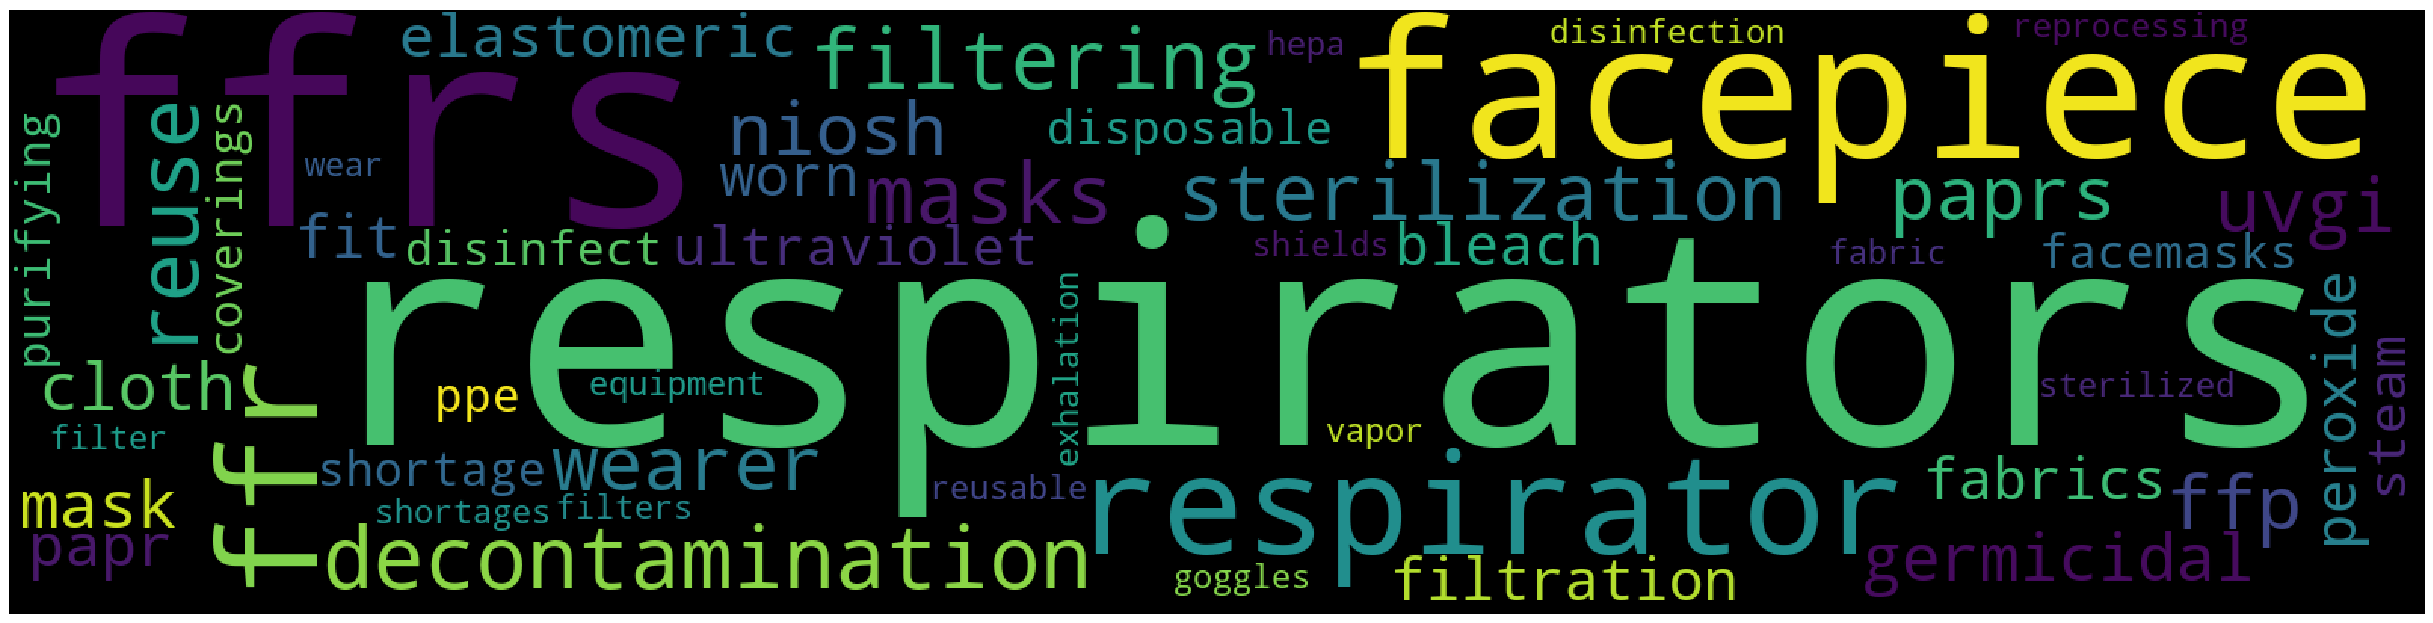 ffrs
elastomeric
filtering
hepa
facepiece
disinfection
reprocessing
purifying
reuse
coverings
wear
niosh
worn
masks
disposable
sterilization
paprs
uvgi
fit
disinfect
ultraviolet
shields
bleach
fabric
facemasks
respirators
exhalation
peroxide
steam
cloth
ffr
ppe
equipment
vapor
sterilized
filter
shortage
wearer
reusable
respirator
fabrics
ffp
mask
papr
shortages
filters
decontamination
goggles
filtration
germicidal